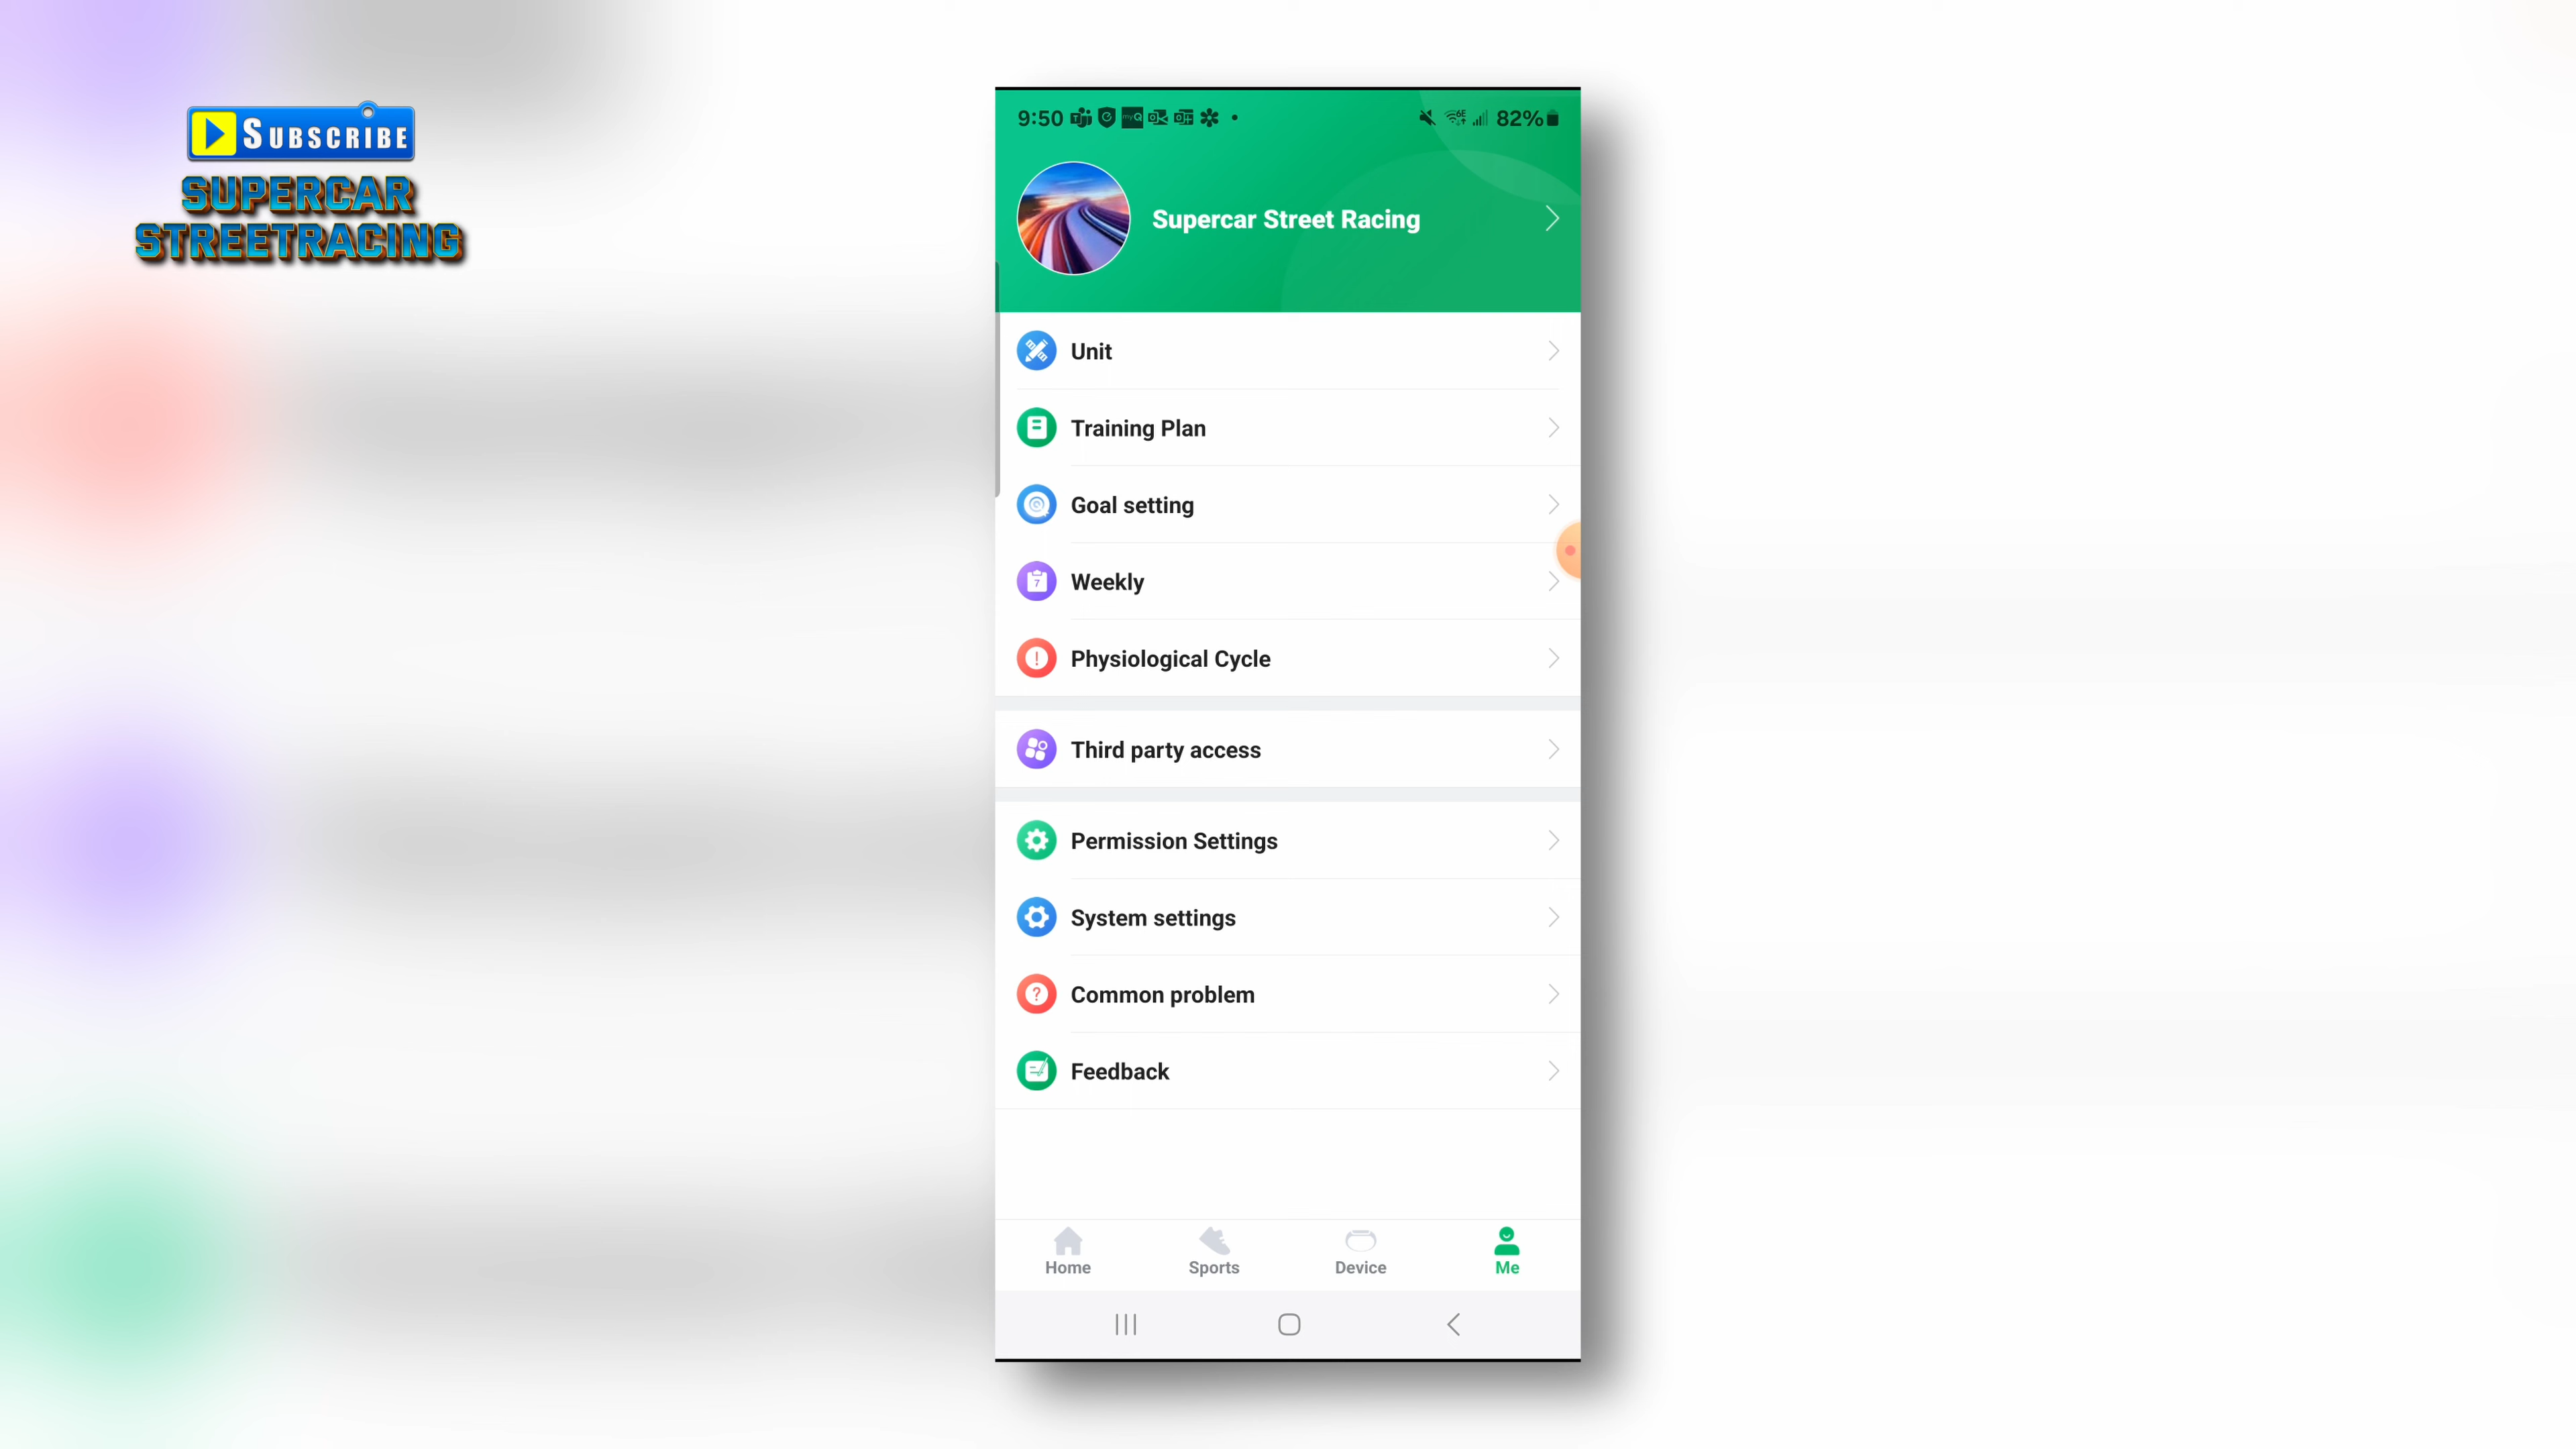 SUBSCRIBE
SUPERCAR
STREETRACING
9:50
82%
Supercar Street Racing
Unit
Training Plan
Goal setting
Weekly
Physiological Cycle
Third party access
Permission Settings
System settings
Common problem
Feedback
Home Sports Device Me